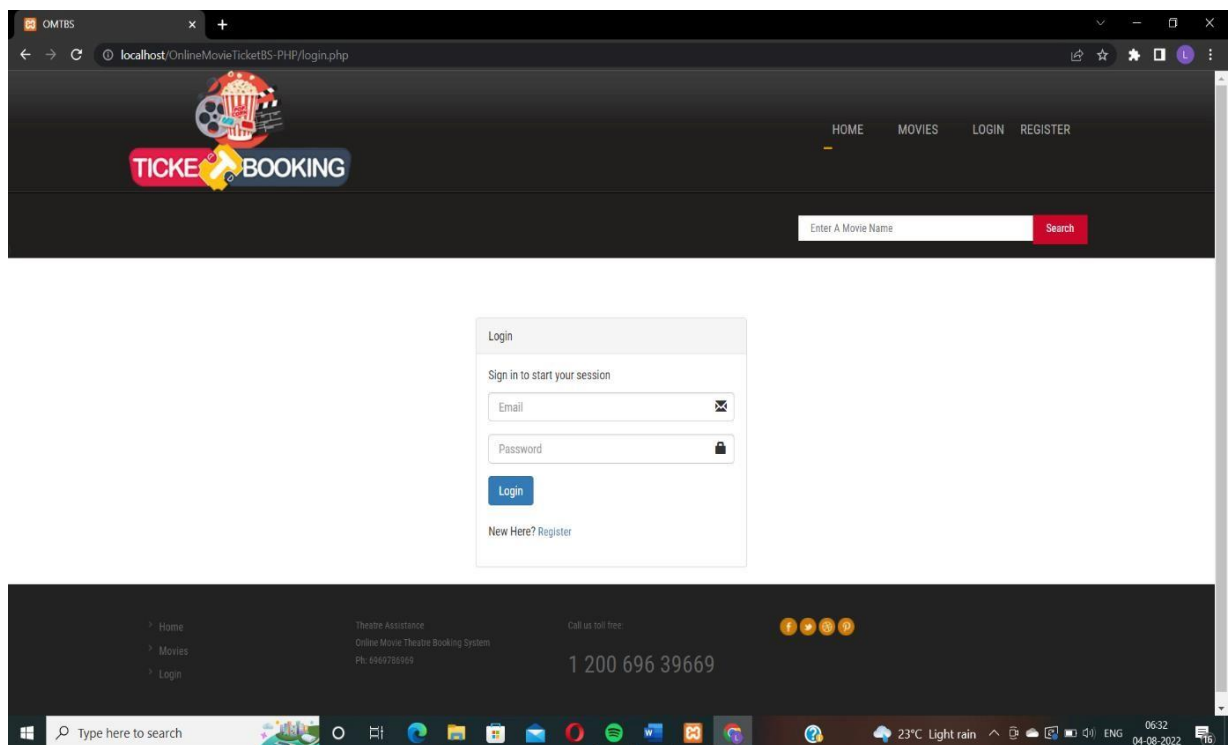 OMTBS
localhost/OnlineMovieTicketBS-PHP/login.php
L
TICKE BOOKING
HOME MOVIES LOGIN REGISTER
Enter A Movie Name Search
Login
Sign in to start your session
Email
Password
Login
New Here? Register
Home
Movies
Login
Theatre Assistance
Online Movie Theatre Booking System
Ph: 6969786969
Call us toll free
1 200 696 39669
Type here to search
23°C Light rain
ENG
06:32
04-08-2022
16